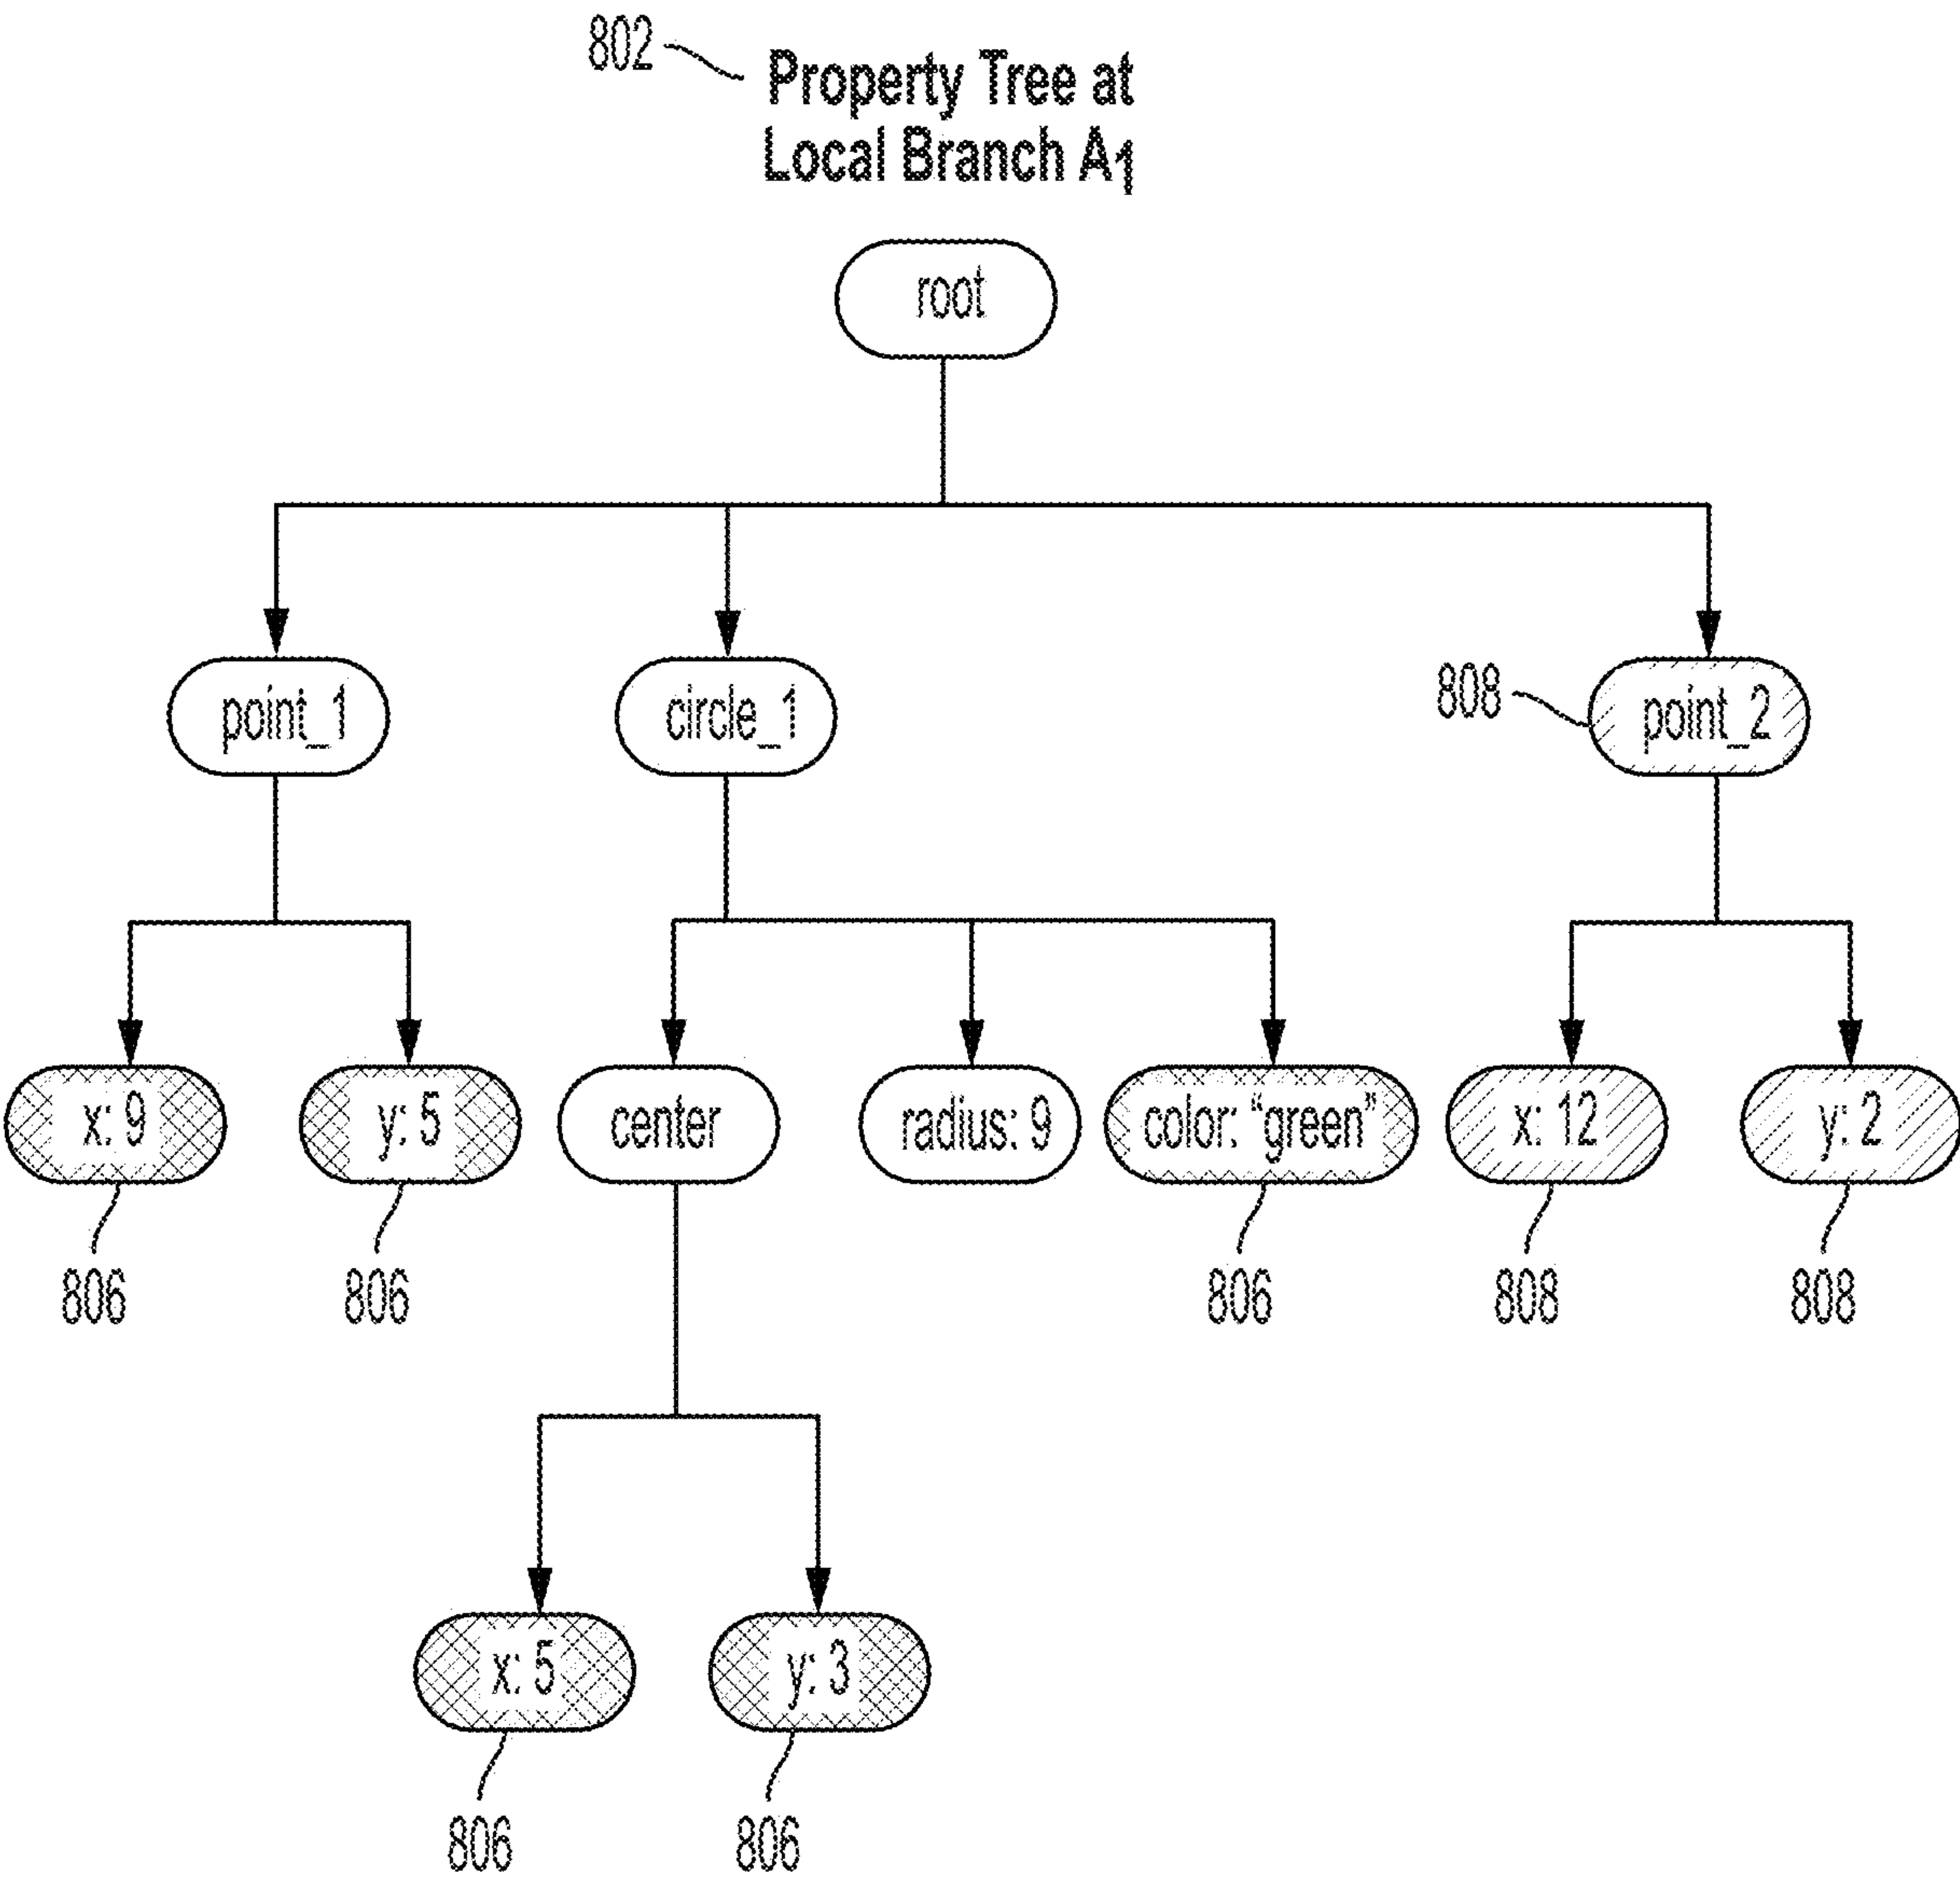 802
Property Tree at
Local Branch A1
root
point_1
circle_1
808
point_2
x: 9
y: 5
center
radius: 9
color: “green”
x: 12
y: 2
806
806
806
808
808
x: 5
y: 3
806
806